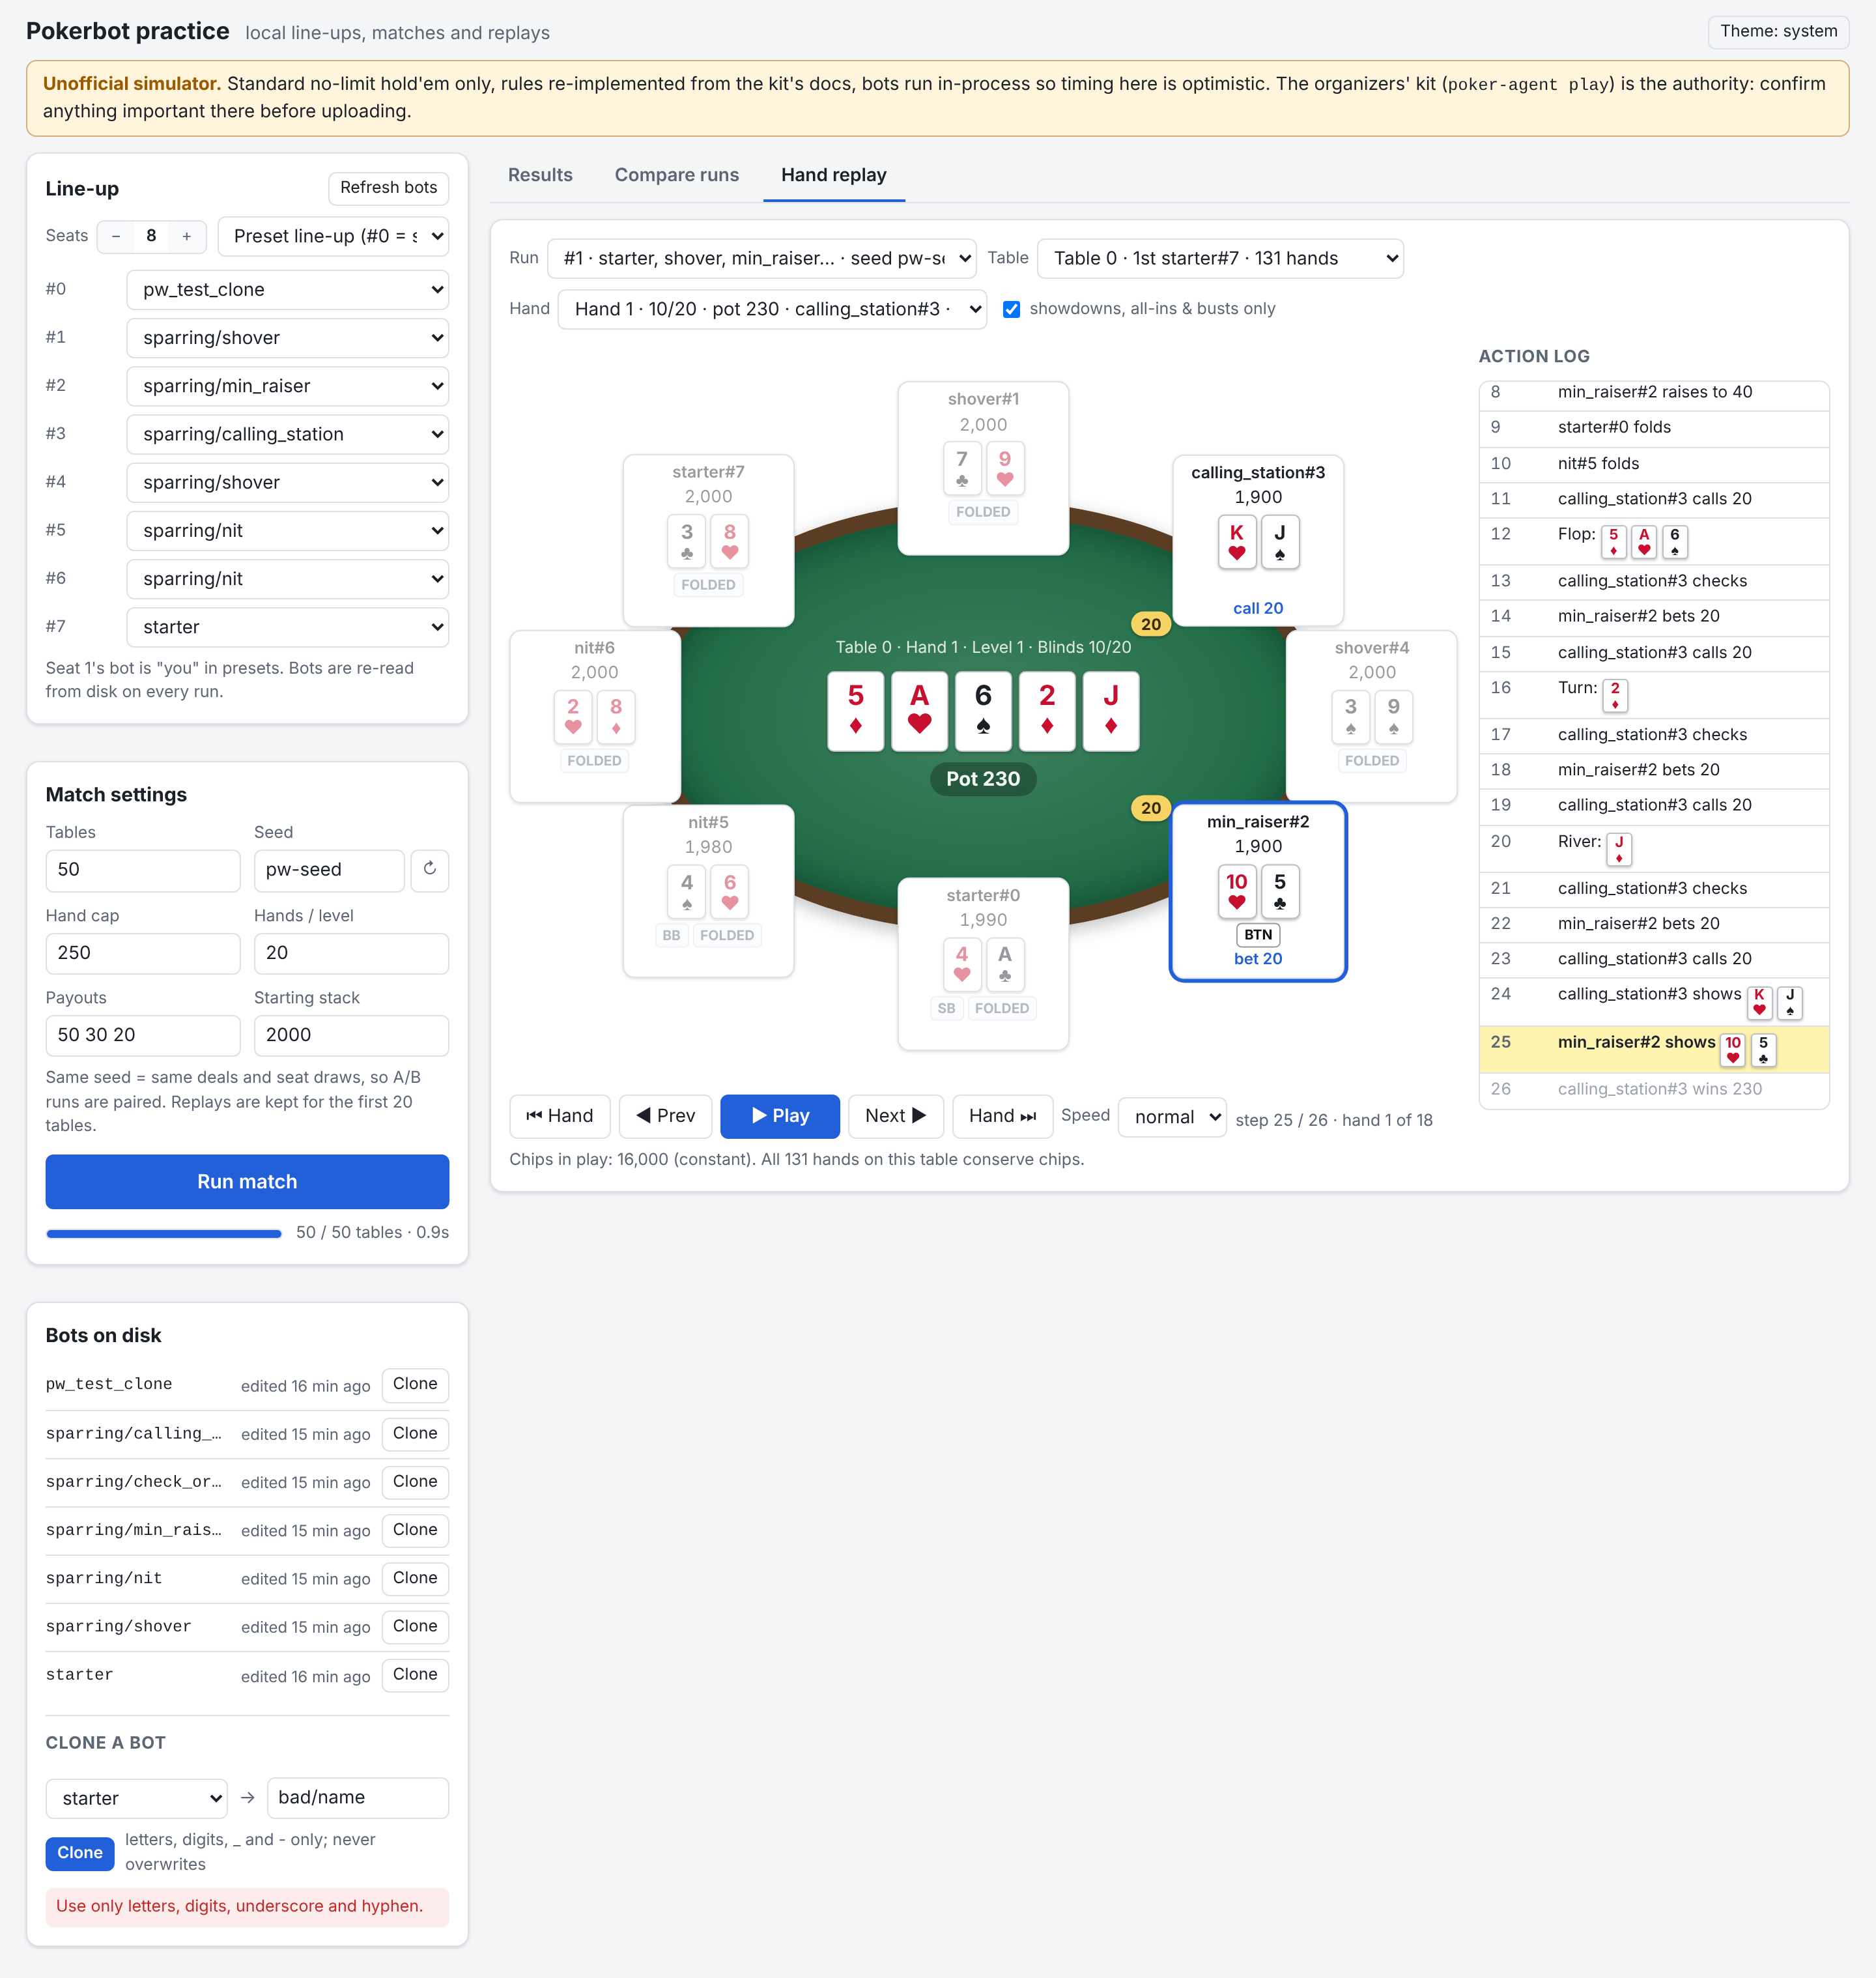 Pokerbot practice local line-ups, matches and replays
Theme: system
Unofficial simulator. Standard no-limit hold'em only, rules re-implemented from the kit's docs, bots run in-process so timing here is optimistic. The organizers' kit (poker-agent play) is the authority: confirm
anything important there before uploading.
Line-up
Refresh bots
Seats − 8 + Preset line-up (#0 = s
#0 pw_test_clone
#1 sparring/shover
#2 sparring/min_raiser
#3 sparring/calling_station
#4 sparring/shover
#5 sparring/nit
#6 sparring/nit
#7 starter
Seat 1's bot is "you" in presets. Bots are re-read
from disk on every run.
Match settings
Tables Seed
50 pw-seed ↻
Hand cap Hands / level
250 20
Payouts Starting stack
50 30 20 2000
Same seed = same deals and seat draws, so A/B
runs are paired. Replays are kept for the first 20
tables.
Run match
50 / 50 tables · 0.9s
Bots on disk
pw_test_clone edited 16 min ago Clone
sparring/calling_… edited 15 min ago Clone
sparring/check_or… edited 15 min ago Clone
sparring/min_rais… edited 15 min ago Clone
sparring/nit edited 15 min ago Clone
sparring/shover edited 15 min ago Clone
starter edited 16 min ago Clone
CLONE A BOT
starter → bad/name
Clone
letters, digits, _ and - only; never
overwrites
Use only letters, digits, underscore and hyphen.
Results Compare runs Hand replay
Run #1 · starter, shover, min_raiser… · seed pw-se Table Table 0 · 1st starter#7 · 131 hands
Hand Hand 1 · 10/20 · pot 230 · calling_station#3 · showdowns, all-ins & busts only
shover#1
2,000
7♣ 9♥
FOLDED
starter#7
2,000
3♣ 8♥
FOLDED
calling_station#3
1,900
K♥ J♠
call 20
20
nit#6
2,000
2♥ 8♦
FOLDED
Table 0 · Hand 1 · Level 1 · Blinds 10/20
5♦ A♥ 6♠ 2♦ J♦
Pot 230
shover#4
2,000
3♠ 9♠
FOLDED
nit#5
1,980
4♠ 6♥
BB FOLDED
20
min_raiser#2
1,900
10♥ 5♣
BTN
bet 20
starter#0
1,990
4♥ A♣
SB FOLDED
⏮ Hand ◀ Prev ▶ Play Next ▶ Hand ⏭ Speed normal step 25 / 26 · hand 1 of 18
Chips in play: 16,000 (constant). All 131 hands on this table conserve chips.
ACTION LOG
8 min_raiser#2 raises to 40
9 starter#0 folds
10 nit#5 folds
11 calling_station#3 calls 20
12 Flop: 5♦ A♥ 6♠
13 calling_station#3 checks
14 min_raiser#2 bets 20
15 calling_station#3 calls 20
16 Turn: 2♦
17 calling_station#3 checks
18 min_raiser#2 bets 20
19 calling_station#3 calls 20
20 River: J♦
21 calling_station#3 checks
22 min_raiser#2 bets 20
23 calling_station#3 calls 20
24 calling_station#3 shows K♥ J♠
25 min_raiser#2 shows 10♥ 5♣
26 calling_station#3 wins 230